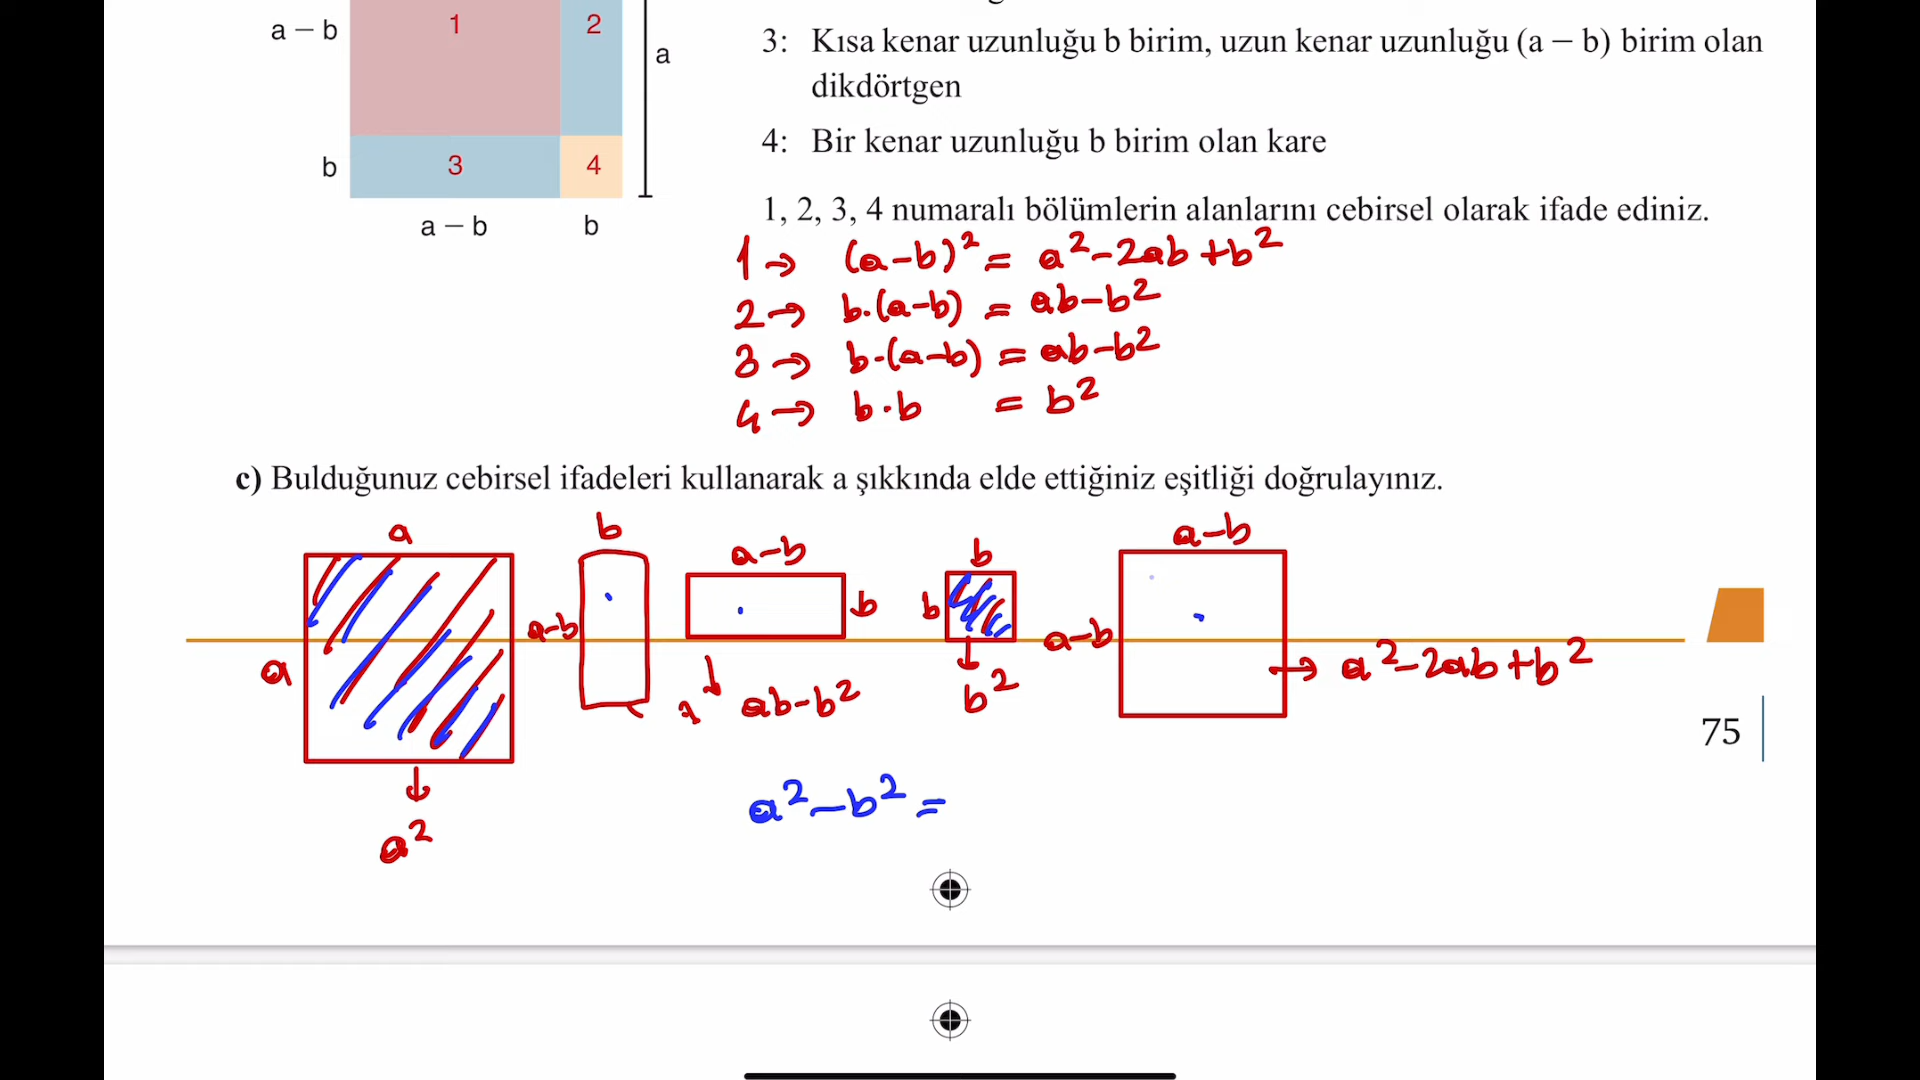 a – b
1
2
a
b
3
4
a – b
b
3: Kısa kenar uzunluğu b birim, uzun kenar uzunluğu (a – b) birim olan
dikdörtgen
4: Bir kenar uzunluğu b birim olan kare
1, 2, 3, 4 numaralı bölümlerin alanlarını cebirsel olarak ifade ediniz.
1 → (a-b)² = a²-2ab+b²
2 → b.(a-b) = ab-b²
3 → b.(a-b) = ab-b²
4 → b.b = b²
c) Bulduğunuz cebirsel ifadeleri kullanarak a şıkkında elde ettiğiniz eşitliği doğrulayınız.
a
a
↓
a²
b
a-b
a-b
b
↓
ab-b²
b
b
↓
b²
a-b
a-b
→ a²-2ab+b²
75
a²-b² =